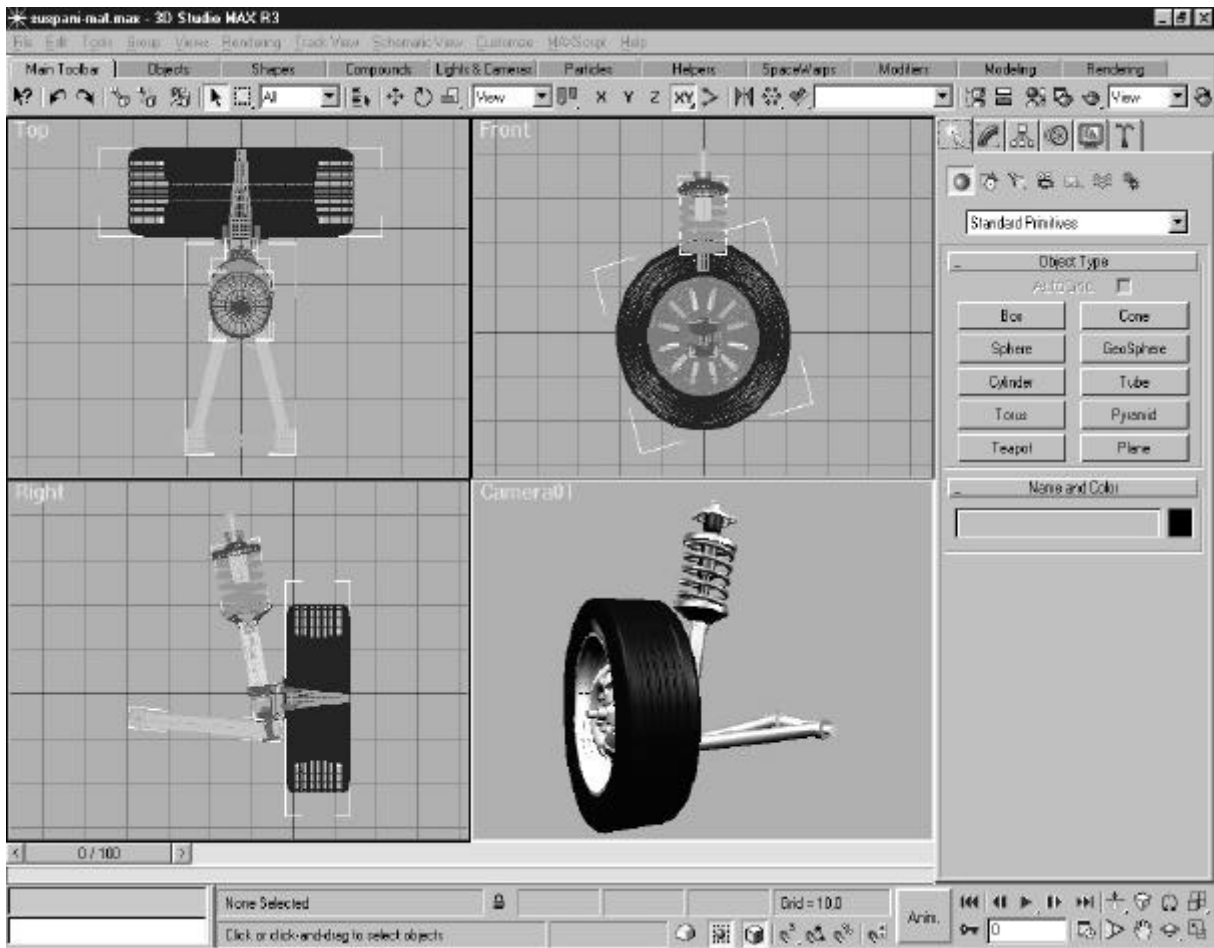 suspani-mat.max - 3D Studio MAX R3
File Edit Tools Group Views Rendering Track View Schematic View Customize MAXScript Help
Main Toolbar Objects Shapes Compounds Lights & Cameras Particles Helpers SpaceWarps Modifiers Modeling Rendering
All View X Y Z XY View
Top
Front
Standard Primitives
Object Type
AutoGrid
Box Cone
Sphere GeoSphere
Cylinder Tube
Torus Pyramid
Teapot Plane
Name and Color
Right
Camera01
0 / 100
None Selected
Grid = 10.0
Click or click-and-drag to select objects
Anim.
0